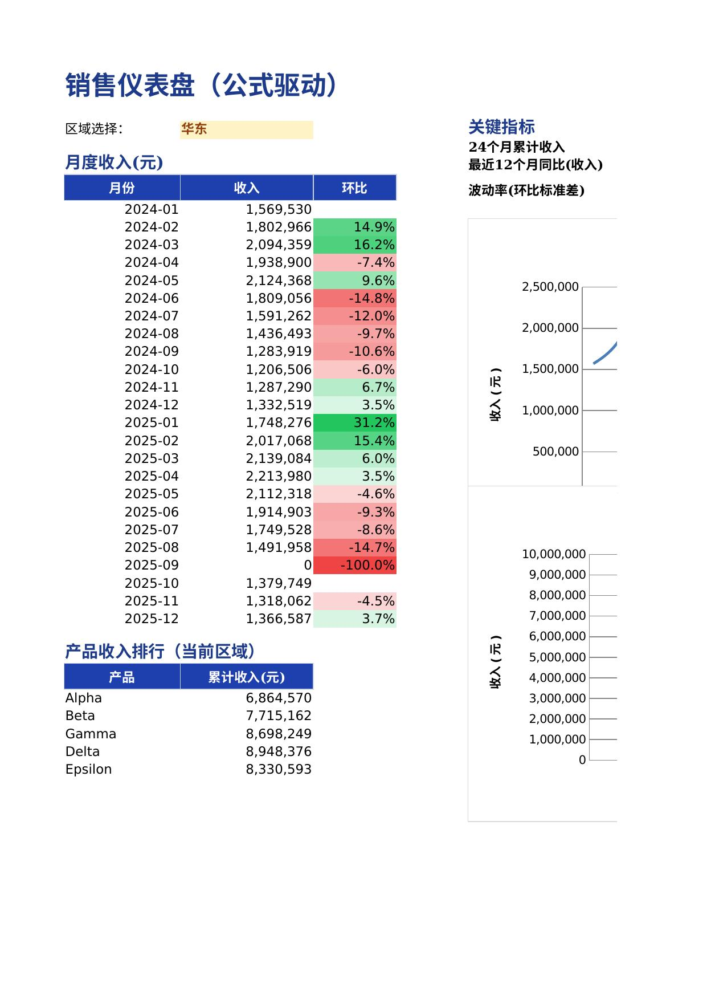 销售仪表盘（公式驱动）
区域选择： 华东
月度收入(元)
月份 收入 环比
2024-01 1,569,530
2024-02 1,802,966 14.9%
2024-03 2,094,359 16.2%
2024-04 1,938,900 -7.4%
2024-05 2,124,368 9.6%
2024-06 1,809,056 -14.8%
2024-07 1,591,262 -12.0%
2024-08 1,436,493 -9.7%
2024-09 1,283,919 -10.6%
2024-10 1,206,506 -6.0%
2024-11 1,287,290 6.7%
2024-12 1,332,519 3.5%
2025-01 1,748,276 31.2%
2025-02 2,017,068 15.4%
2025-03 2,139,084 6.0%
2025-04 2,213,980 3.5%
2025-05 2,112,318 -4.6%
2025-06 1,914,903 -9.3%
2025-07 1,749,528 -8.6%
2025-08 1,491,958 -14.7%
2025-09 0 -100.0%
2025-10 1,379,749
2025-11 1,318,062 -4.5%
2025-12 1,366,587 3.7%
产品收入排行（当前区域）
产品 累计收入(元)
Alpha 6,864,570
Beta 7,715,162
Gamma 8,698,249
Delta 8,948,376
Epsilon 8,330,593
关键指标
24个月累计收入
最近12个月同比(收入)
波动率(环比标准差)
收入(元)
2,500,000
2,000,000
1,500,000
1,000,000
500,000
收入(元)
10,000,000
9,000,000
8,000,000
7,000,000
6,000,000
5,000,000
4,000,000
3,000,000
2,000,000
1,000,000
0